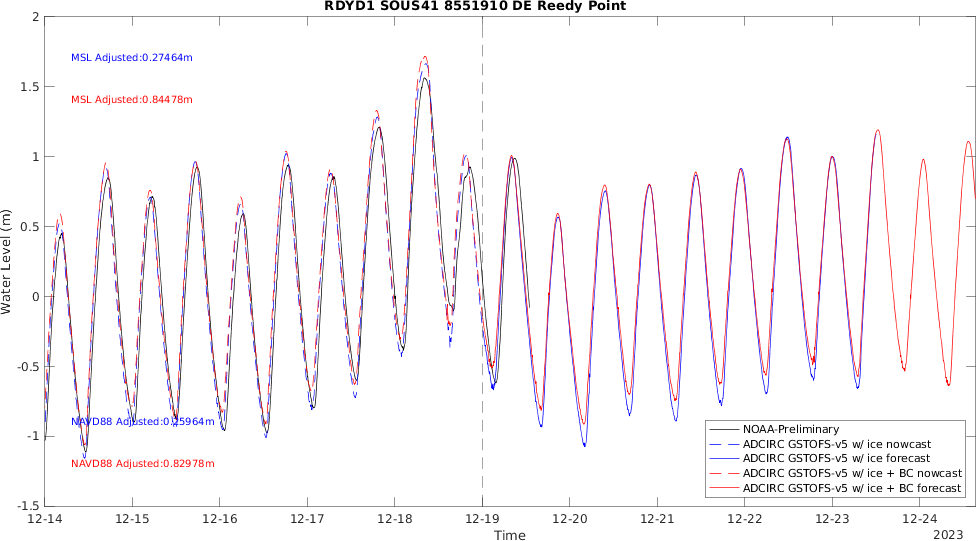 RDYD1 SOUS41 8551910 DE Reedy Point
2
1.5
1
0.5
0
-0.5
-1
-1.5
Water Level (m)
MSL Adjusted:0.27464m
MSL Adjusted:0.84478m
NAVD88 Adjusted:0.25964m
NAVD88 Adjusted:0.82978m
NOAA-Preliminary
ADCIRC GSTOFS-v5 w/ ice nowcast
ADCIRC GSTOFS-v5 w/ ice forecast
ADCIRC GSTOFS-v5 w/ ice + BC nowcast
ADCIRC GSTOFS-v5 w/ ice + BC forecast
12-14 12-15 12-16 12-17 12-18 12-19 12-20 12-21 12-22 12-23 12-24
Time
2023